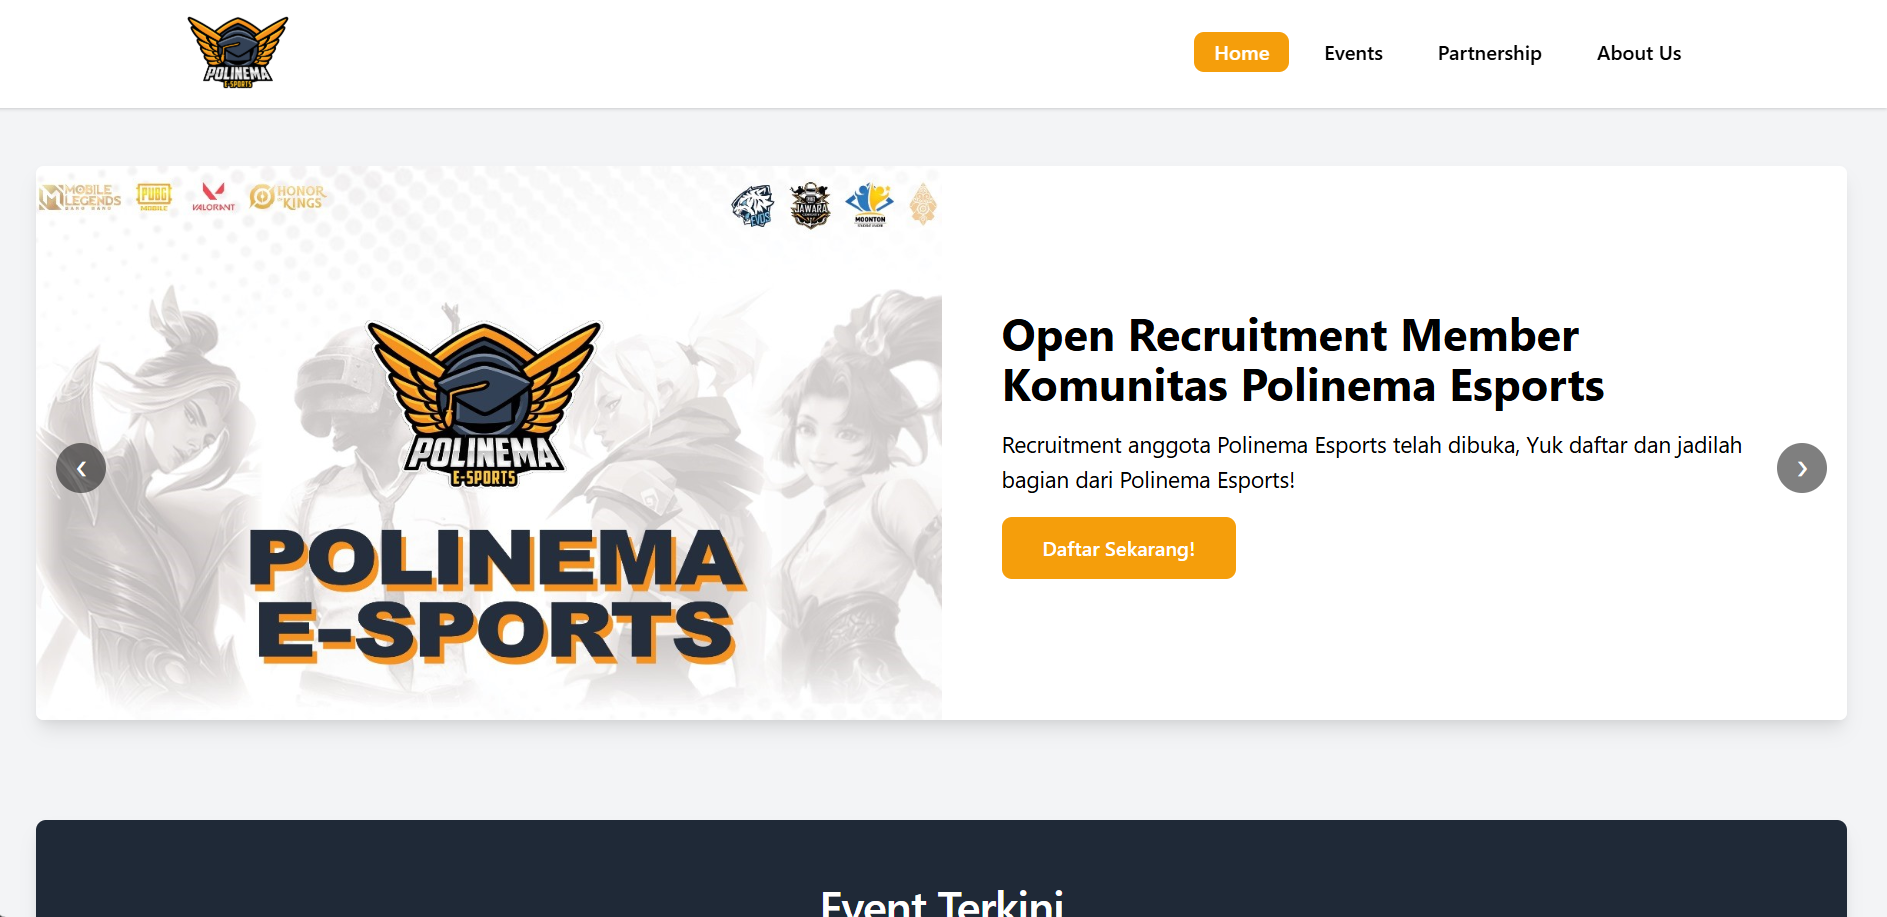 POLINEMA
E-SPORTS
Home
Events
Partnership
About Us
MOBILE
LEGENDS
BANG BANG
PUBG
MOBILE
VALORANT
HONOR
OF KINGS
EVOS
JAWARA
MOONTON
POLINEMA
E-SPORTS
POLINEMA
E-SPORTS
Open Recruitment Member
Komunitas Polinema Esports
Recruitment anggota Polinema Esports telah dibuka, Yuk daftar dan jadilah
bagian dari Polinema Esports!
Daftar Sekarang!
Event Terkini